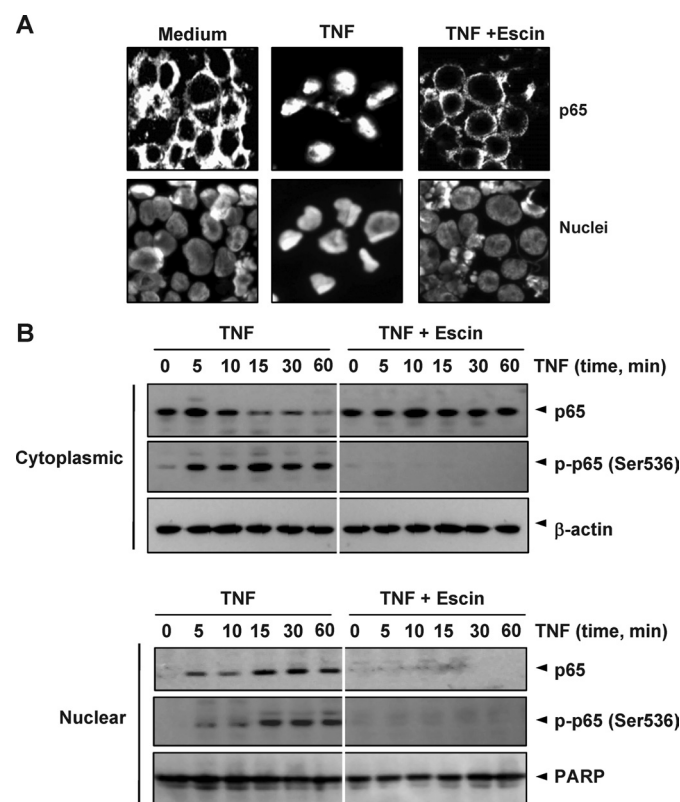 A
Medium TNF TNF +Escin
p65
Nuclei
B
TNF TNF + Escin
0 5 10 15 30 60 0 5 10 15 30 60 TNF (time, min)
p65
Cytoplasmic
p-p65 (Ser536)
β-actin
TNF TNF + Escin
0 5 10 15 30 60 0 5 10 15 30 60 TNF (time, min)
p65
Nuclear
p-p65 (Ser536)
PARP